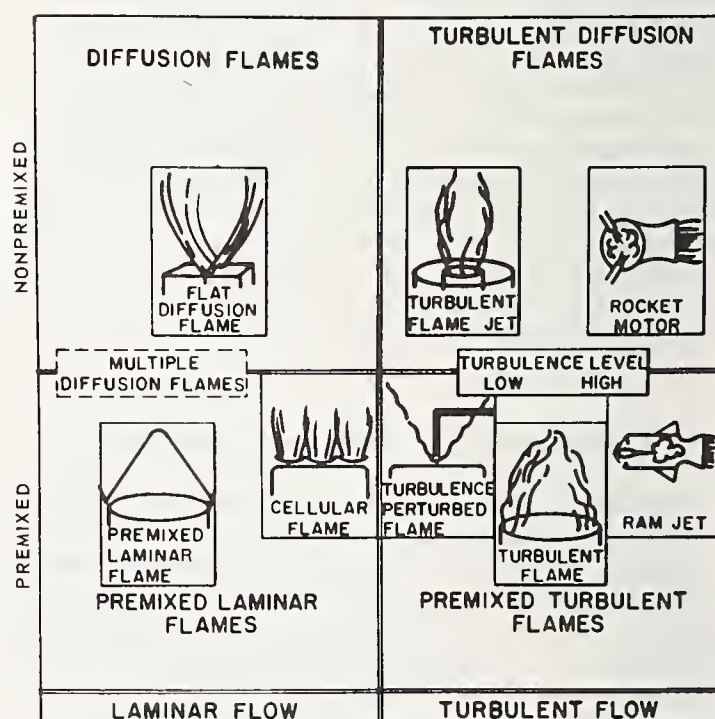 DIFFUSION FLAMES
TURBULENT DIFFUSION
FLAMES
NONPREMIXED
FLAT
DIFFUSION
FLAME
TURBULENT
FLAME JET
ROCKET
MOTOR
MULTIPLE
DIFFUSION FLAMES
TURBULENCE LEVEL
LOW HIGH
PREMIXED
PREMIXED
LAMINAR
FLAME
CELLULAR
FLAME
TURBULENCE
PERTURBED
FLAME
TURBULENT
FLAME
RAM JET
PREMIXED LAMINAR
FLAMES
PREMIXED TURBULENT
FLAMES
LAMINAR FLOW
TURBULENT FLOW